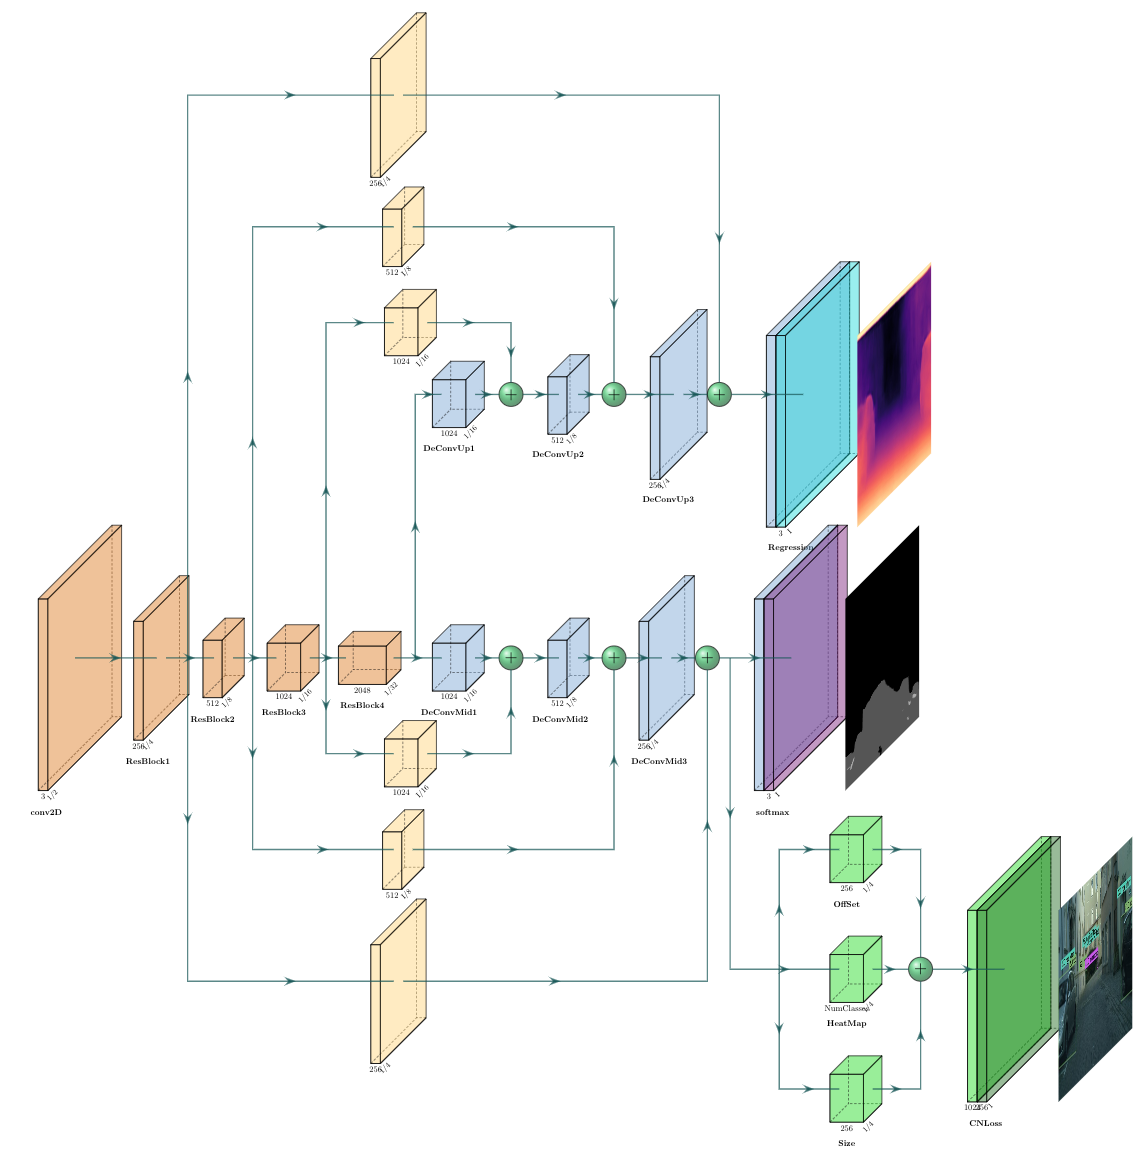 256 1/4
512 1/8
1024 1/16
1024 1/16
DeConvUp1
512 1/8
DeConvUp2
256 1/4
DeConvUp3
3 1
Regression
3 1/2
conv2D
256 1/4
ResBlock1
512 1/8
ResBlock2
1024 1/16
ResBlock3
2048 1/32
ResBlock4
1024 1/16
DeConvMid1
512 1/8
DeConvMid2
256 1/4
DeConvMid3
3 1
softmax
1024 1/16
512 1/8
256 1/4
256 1/4
OffSet
NumClasses 1/4
HeatMap
256 1/4
Size
1024 256 1
CNLoss